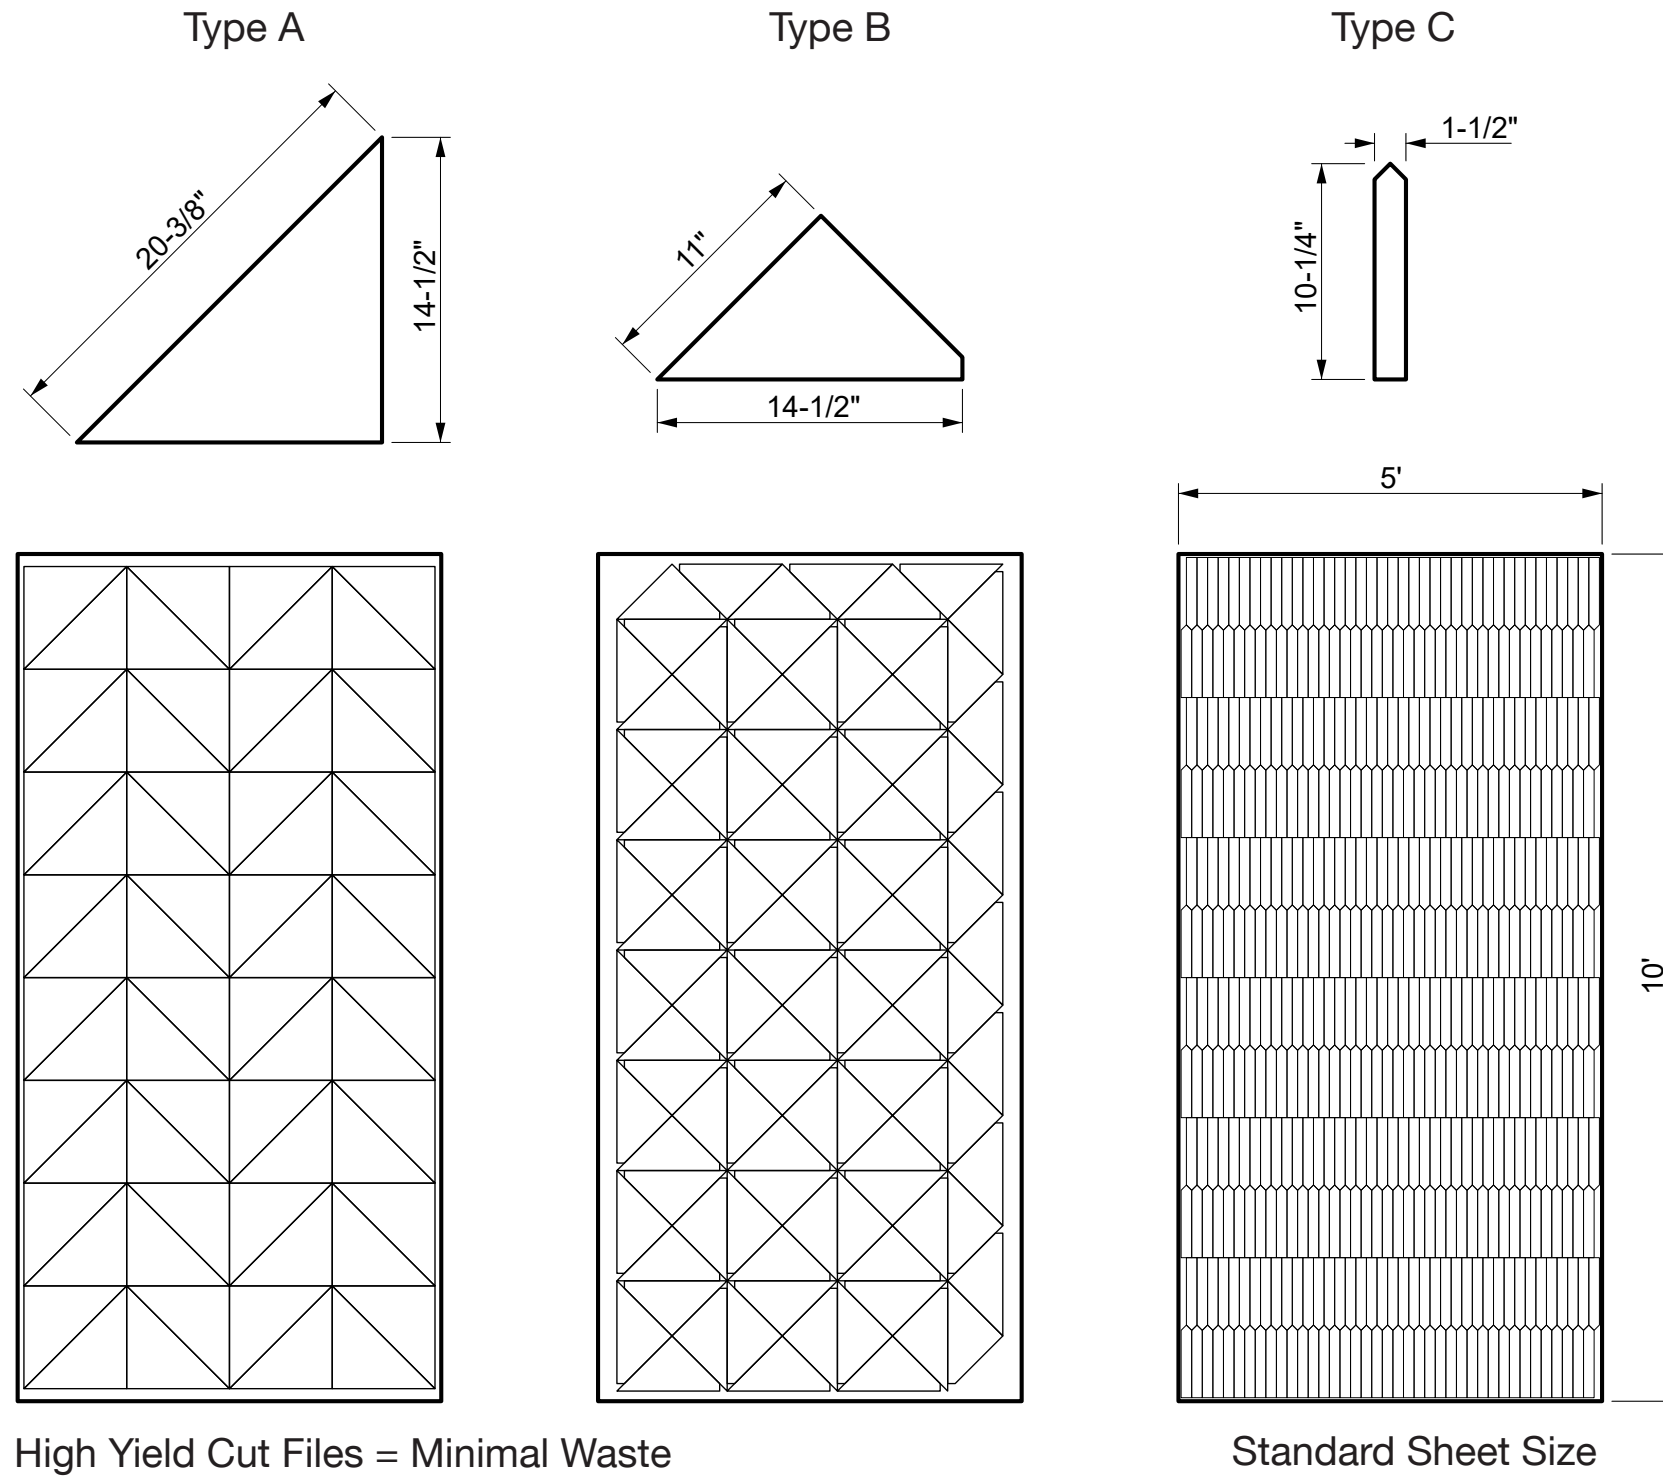 Type A
Type B
Type C
20-3/8"
14-1/2"
11"
14-1/2"
1-1/2"
10-1/4"
5'
10'
High Yield Cut Files = Minimal Waste
Standard Sheet Size